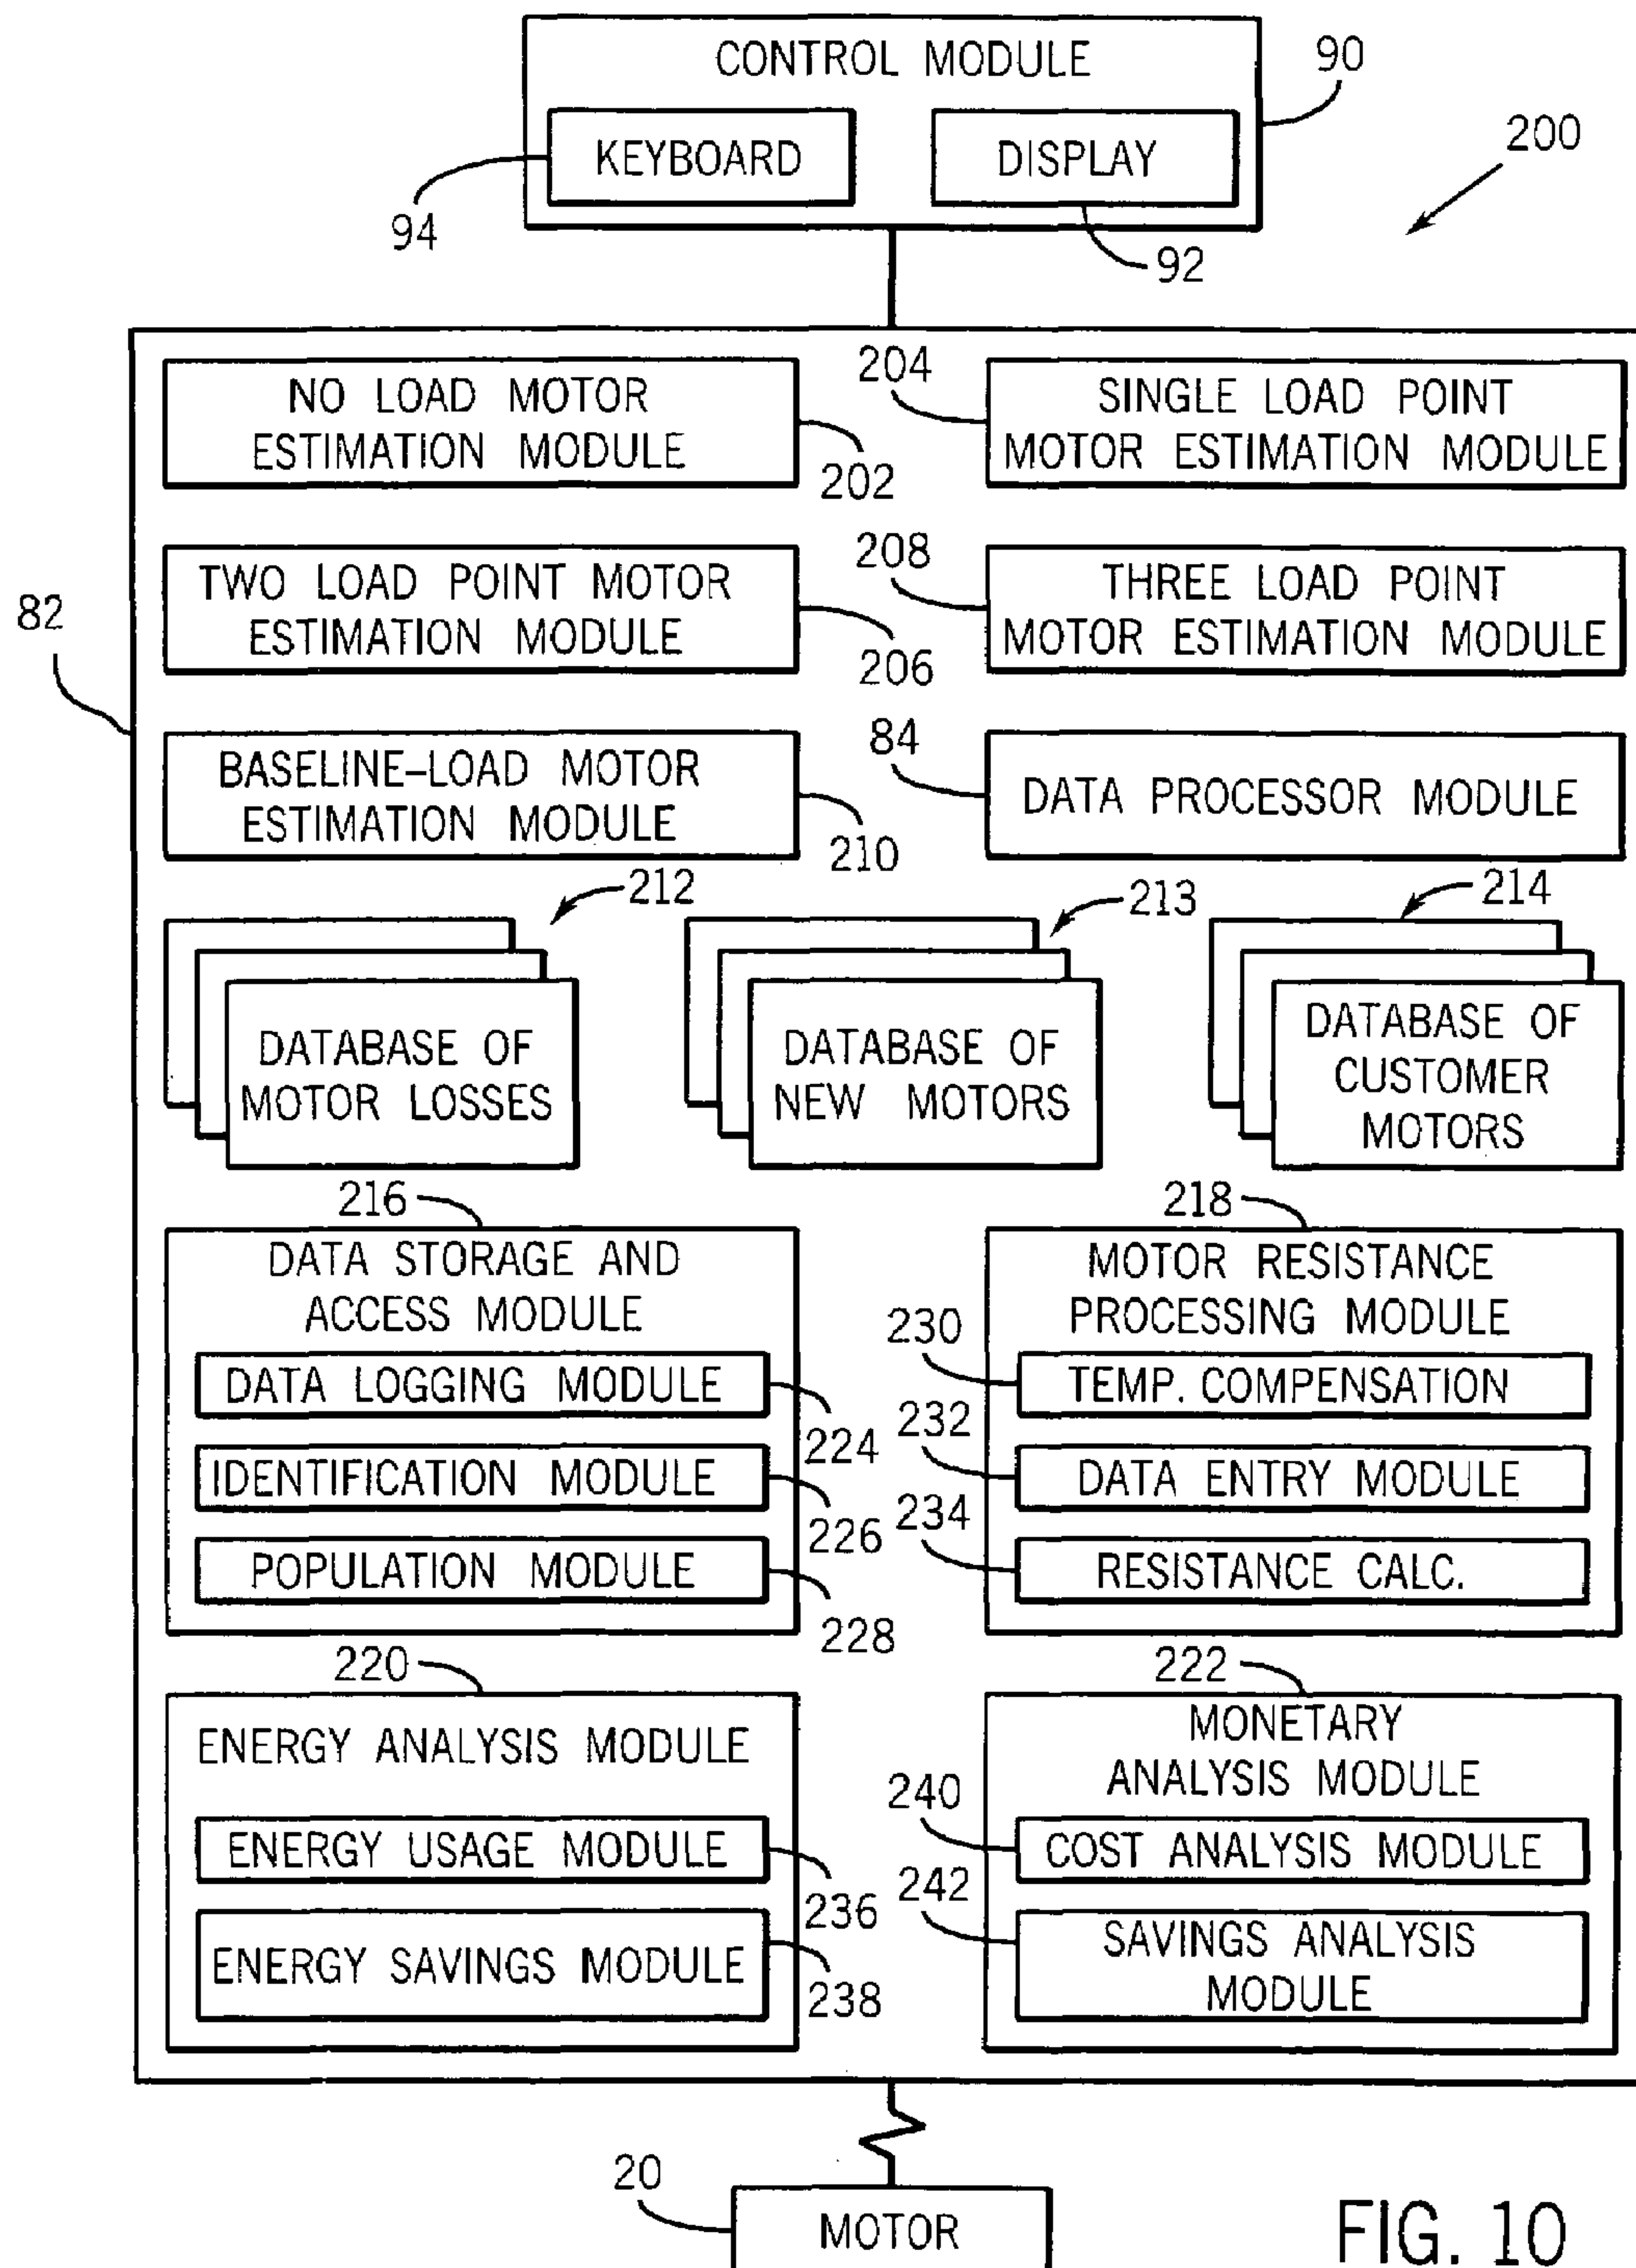 CONTROL MODULE
90
KEYBOARD
DISPLAY
200
94
92
NO LOAD MOTOR
ESTIMATION MODULE
202
204
SINGLE LOAD POINT
MOTOR ESTIMATION MODULE
TWO LOAD POINT MOTOR
ESTIMATION MODULE
206
208
THREE LOAD POINT
MOTOR ESTIMATION MODULE
82
BASELINE-LOAD MOTOR
ESTIMATION MODULE
210
84
DATA PROCESSOR MODULE
212
213
214
DATABASE OF
MOTOR LOSSES
DATABASE OF
NEW MOTORS
DATABASE OF
CUSTOMER
MOTORS
216
DATA STORAGE AND
ACCESS MODULE
DATA LOGGING MODULE
224
IDENTIFICATION MODULE
226
POPULATION MODULE
228
218
MOTOR RESISTANCE
PROCESSING MODULE
230
TEMP. COMPENSATION
232
DATA ENTRY MODULE
234
RESISTANCE CALC.
220
ENERGY ANALYSIS MODULE
ENERGY USAGE MODULE
236
ENERGY SAVINGS MODULE
238
222
MONETARY
ANALYSIS MODULE
240
COST ANALYSIS MODULE
242
SAVINGS ANALYSIS
MODULE
20
MOTOR
FIG. 10